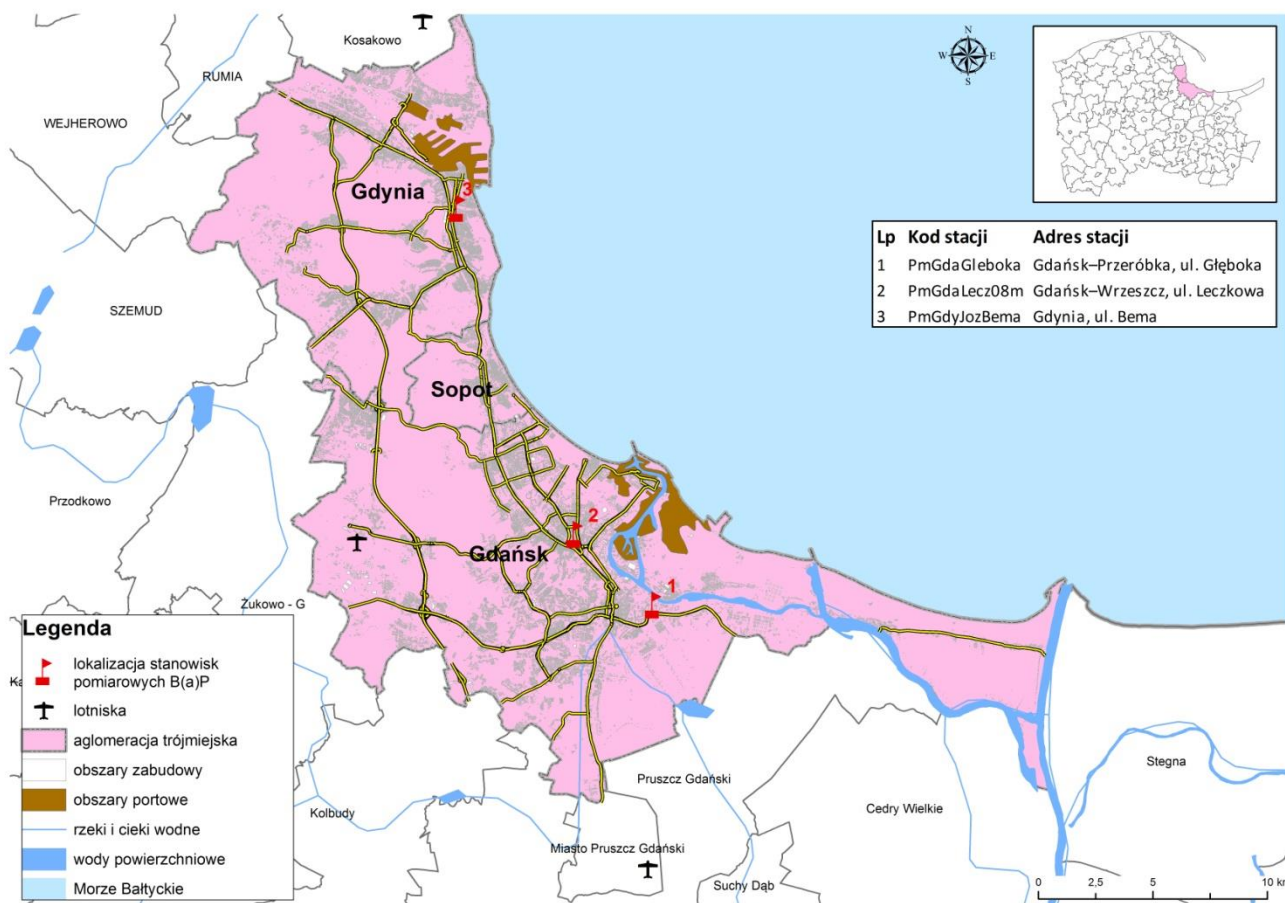 Kosakowo
N
W E
S
RUMIA
WEJHEROWO
Gdynia
3
Lp Kod stacji Adres stacji
1 PmGdaGleboka Gdańsk–Przeróbka, ul. Głęboka
2 PmGdaLecz08m Gdańsk–Wrzeszcz, ul. Leczkowa
3 PmGdyJozBema Gdynia, ul. Bema
SZEMUD
Sopot
Przodkowo
2
Gdańsk
1
Żukowo - G
Legenda
lokalizacja stanowisk
pomiarowych B(a)P
lotniska
aglomeracja trójmiejska
obszary zabudowy
obszary portowe
rzeki i cieki wodne
wody powierzchniowe
Morze Bałtyckie
Stegna
Pruszcz Gdański
Kolbudy
Cedry Wielkie
Miasto Pruszcz Gdański
Suchy Dąb
0 2,5 5 10 km